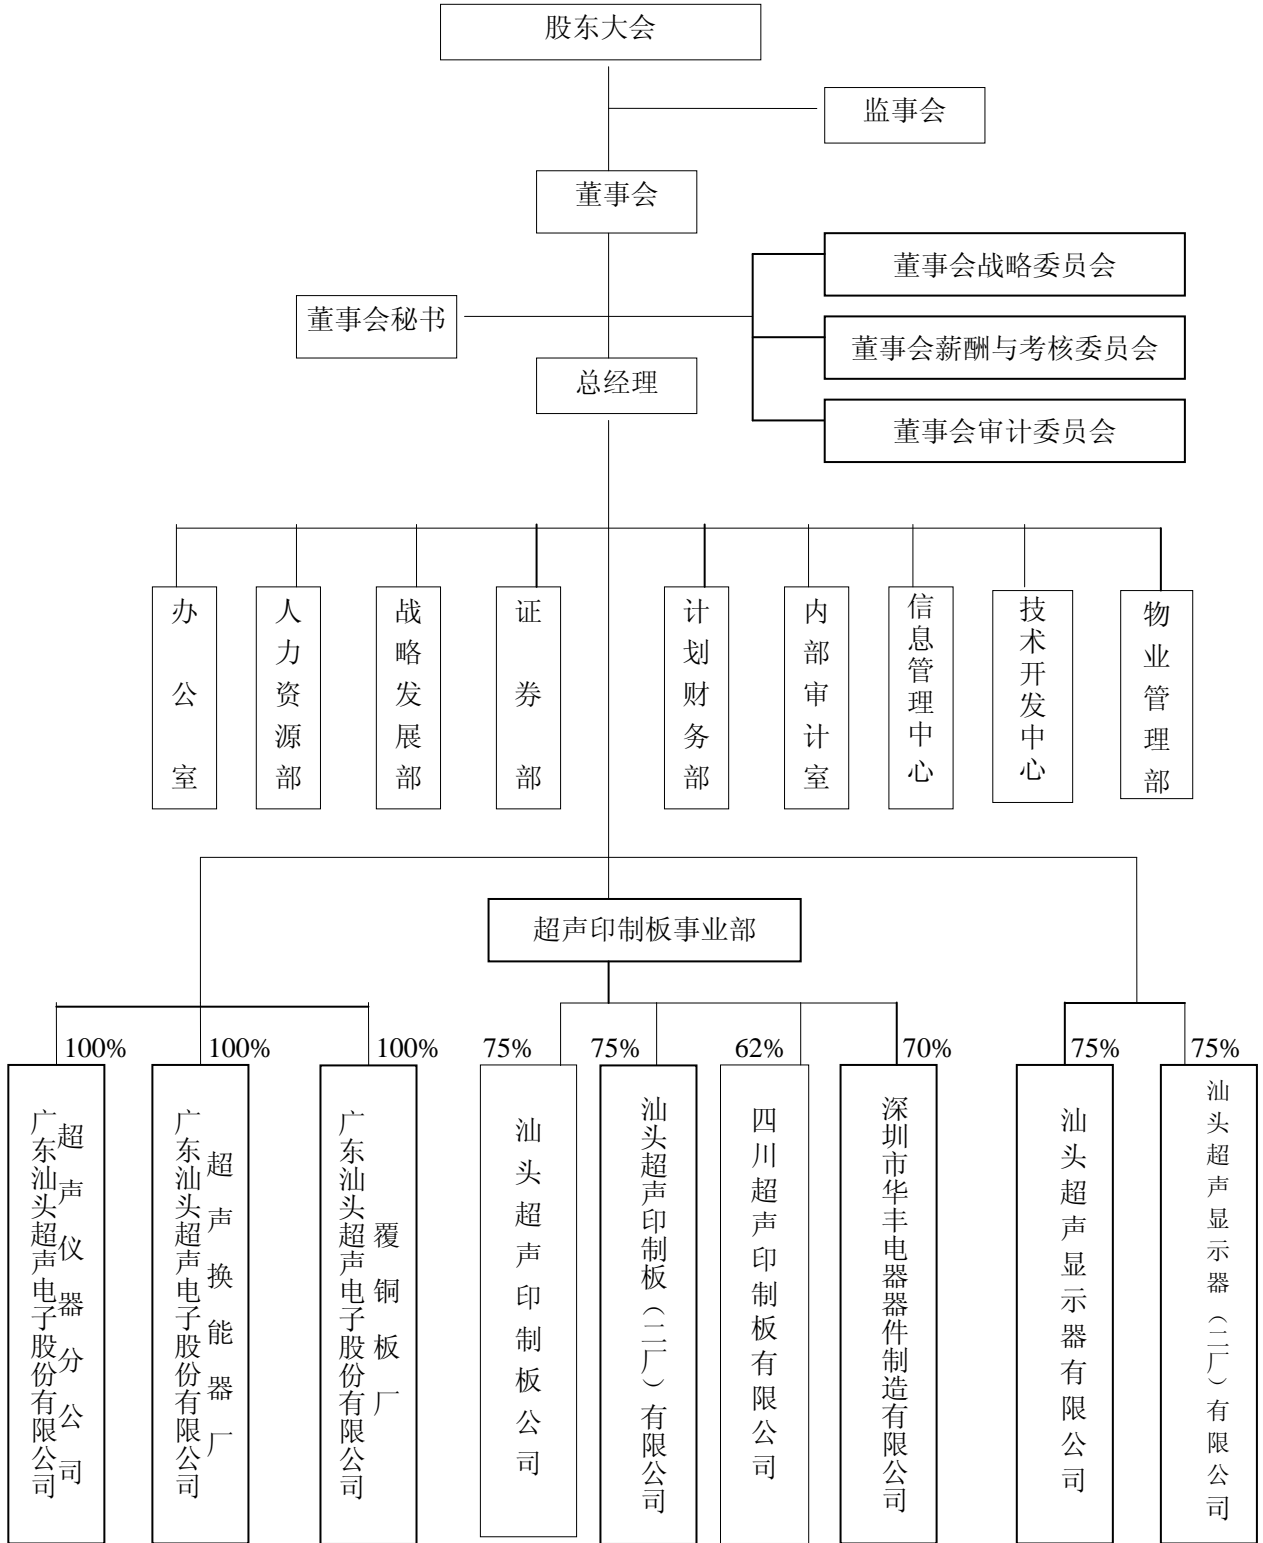 股东大会
监事会
董事会
董事会战略委员会
董事会秘书
董事会薪酬与考核委员会
总经理
董事会审计委员会
办公室
人力资源部
战略发展部
证券部
计划财务部
内部审计室
信息管理中心
技术开发中心
物业管理部
超声印制板事业部
100%
100%
100%
75%
75%
62%
70%
75%
75%
广东汕头超声电子股份有限公司
超声仪器分公司
广东汕头超声电子股份有限公司
超声换能器厂
广东汕头超声电子股份有限公司
覆铜板厂
汕头超声印制板公司
汕头超声印制板（二厂）有限公司
四川超声印制板有限公司
深圳市华丰电器器件制造有限公司
汕头超声显示器有限公司
汕头超声显示器（二厂）有限公司